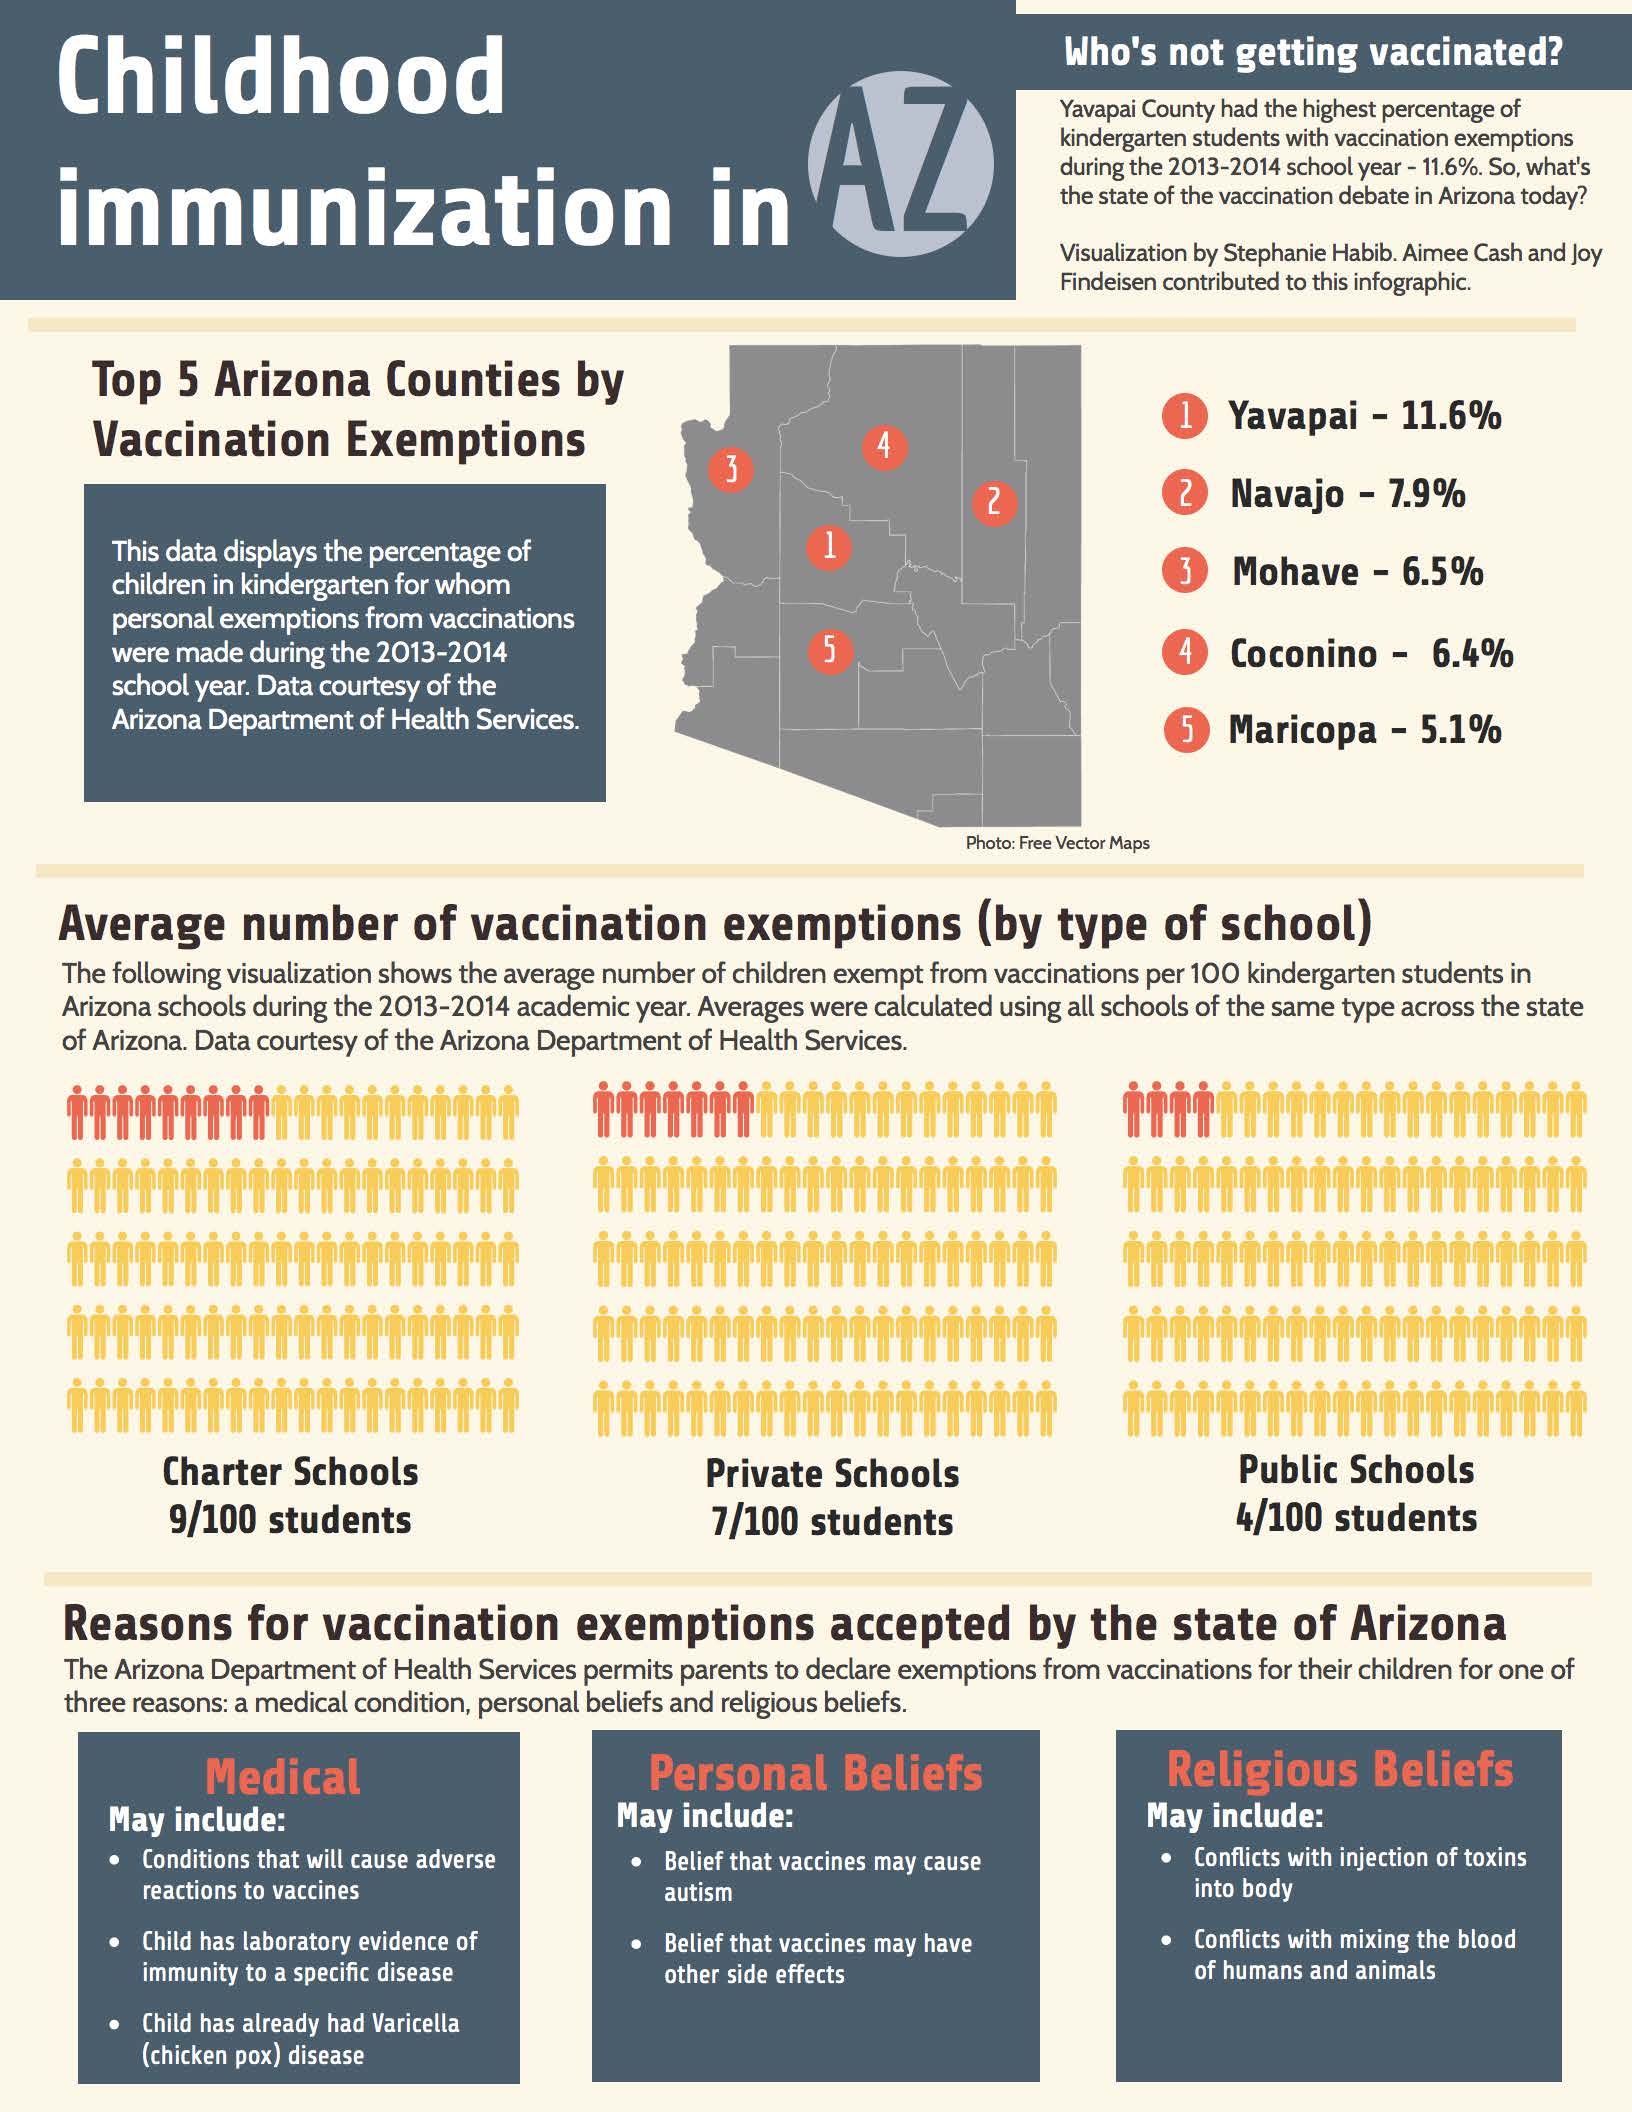 Childhood
immunization in AZ
Who's not getting vaccinated?
Yavapai County had the highest percentage of
kindergarten students with vaccination exemptions
during the 2013-2014 school year - 11.6%. So, what's
the state of the vaccination debate in Arizona today?
Visualization by Stephanie Habib. Aimee Cash and Joy
Findeisen contributed to this infographic.
Top 5 Arizona Counties by
Vaccination Exemptions
This data displays the percentage of
children in kindergarten for whom
personal exemptions from vaccinations
were made during the 2013-2014
school year. Data courtesy of the
Arizona Department of Health Services.
4
3
2
1
5
Photo: Free Vector Maps
1 Yavapai - 11.6%
2 Navajo - 7.9%
3 Mohave - 6.5%
4 Coconino - 6.4%
5 Maricopa - 5.1%
Average number of vaccination exemptions (by type of school)
The following visualization shows the average number of children exempt from vaccinations per 100 kindergarten students in
Arizona schools during the 2013-2014 academic year. Averages were calculated using all schools of the same type across the state
of Arizona. Data courtesy of the Arizona Department of Health Services.
Charter Schools
9/100 students
Private Schools
7/100 students
Public Schools
4/100 students
Reasons for vaccination exemptions accepted by the state of Arizona
The Arizona Department of Health Services permits parents to declare exemptions from vaccinations for their children for one of
three reasons: a medical condition, personal beliefs and religious beliefs.
Medical
May include:
• Conditions that will cause adverse
reactions to vaccines
• Child has laboratory evidence of
immunity to a specific disease
• Child has already had Varicella
(chicken pox) disease
Personal Beliefs
May include:
• Belief that vaccines may cause
autism
• Belief that vaccines may have
other side effects
Religious Beliefs
May include:
• Conflicts with injection of toxins
into body
• Conflicts with mixing the blood
of humans and animals